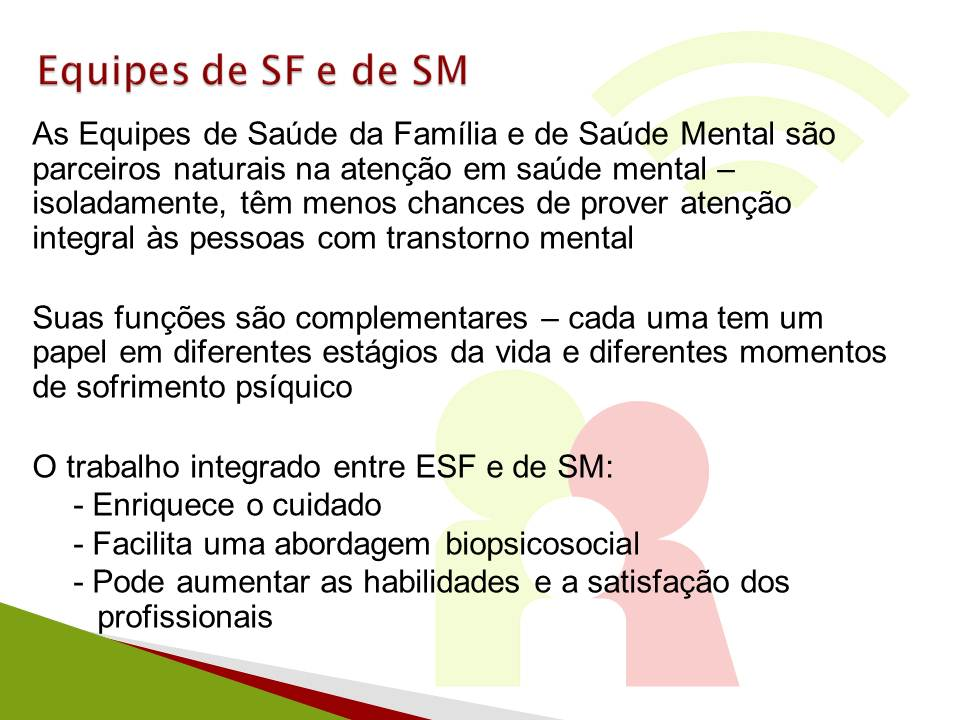 Equipes de SF e de SM
As Equipes de Saúde da Família e de Saúde Mental são
parceiros naturais na atenção em saúde mental –
isoladamente, têm menos chances de prover atenção
integral às pessoas com transtorno mental
Suas funções são complementares – cada uma tem um
papel em diferentes estágios da vida e diferentes momentos
de sofrimento psíquico
O trabalho integrado entre ESF e de SM:
- Enriquece o cuidado
- Facilita uma abordagem biopsicosocial
- Pode aumentar as habilidades e a satisfação dos
profissionais